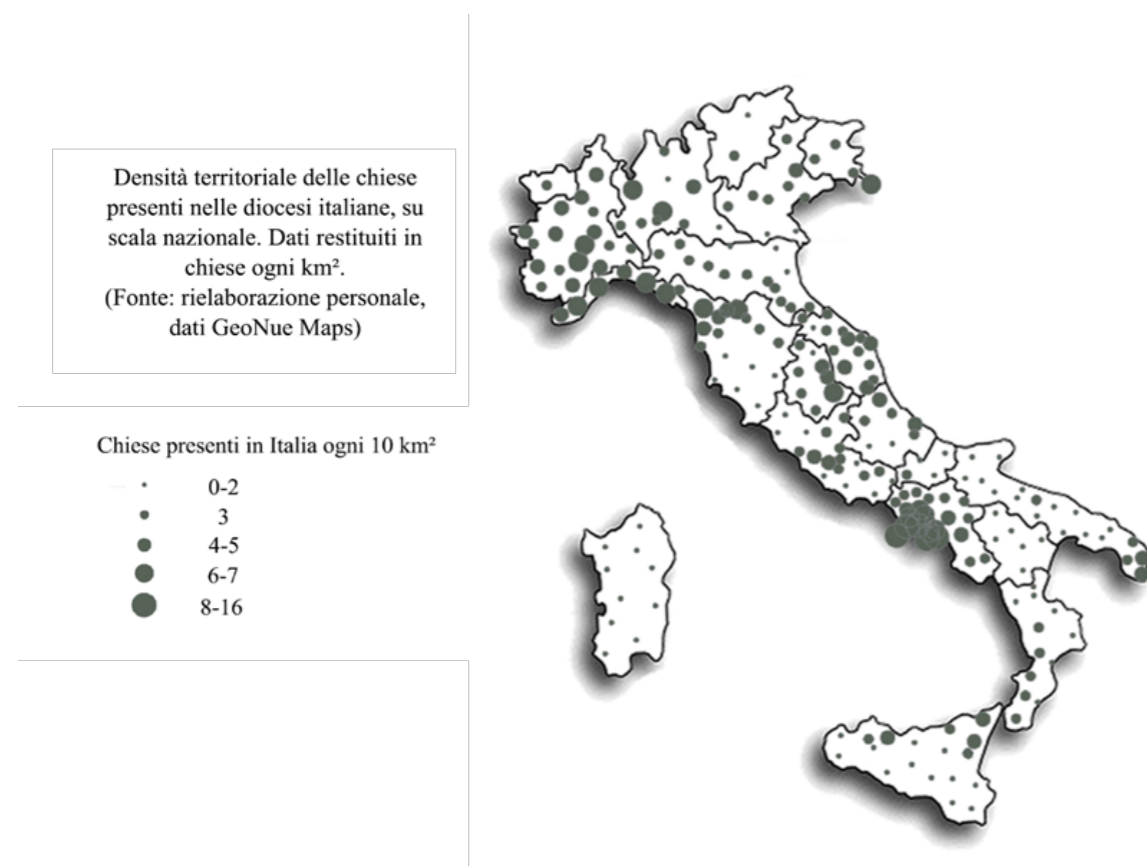 Densità territoriale delle chiese
presenti nelle diocesi italiane, su
scala nazionale. Dati restituiti in
chiese ogni km².
(Fonte: rielaborazione personale,
dati GeoNue Maps)
Chiese presenti in Italia ogni 10 km²
0-2
3
4-5
6-7
8-16